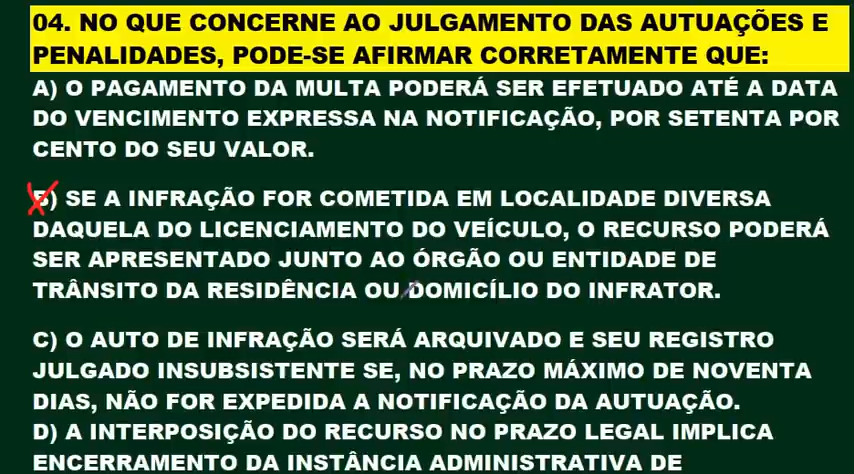 04. NO QUE CONCERNE AO JULGAMENTO DAS AUTUAÇÕES E
PENALIDADES, PODE-SE AFIRMAR CORRETAMENTE QUE:
A) O PAGAMENTO DA MULTA PODERÁ SER EFETUADO ATÉ A DATA
DO VENCIMENTO EXPRESSA NA NOTIFICAÇÃO, POR SETENTA POR
CENTO DO SEU VALOR.
B) SE A INFRAÇÃO FOR COMETIDA EM LOCALIDADE DIVERSA
DAQUELA DO LICENCIAMENTO DO VEÍCULO, O RECURSO PODERÁ
SER APRESENTADO JUNTO AO ÓRGÃO OU ENTIDADE DE
TRÂNSITO DA RESIDÊNCIA OU DOMICÍLIO DO INFRATOR.
C) O AUTO DE INFRAÇÃO SERÁ ARQUIVADO E SEU REGISTRO
JULGADO INSUBSISTENTE SE, NO PRAZO MÁXIMO DE NOVENTA
DIAS, NÃO FOR EXPEDIDA A NOTIFICAÇÃO DA AUTUAÇÃO.
D) A INTERPOSIÇÃO DO RECURSO NO PRAZO LEGAL IMPLICA
ENCERRAMENTO DA INSTÂNCIA ADMINISTRATIVA DE